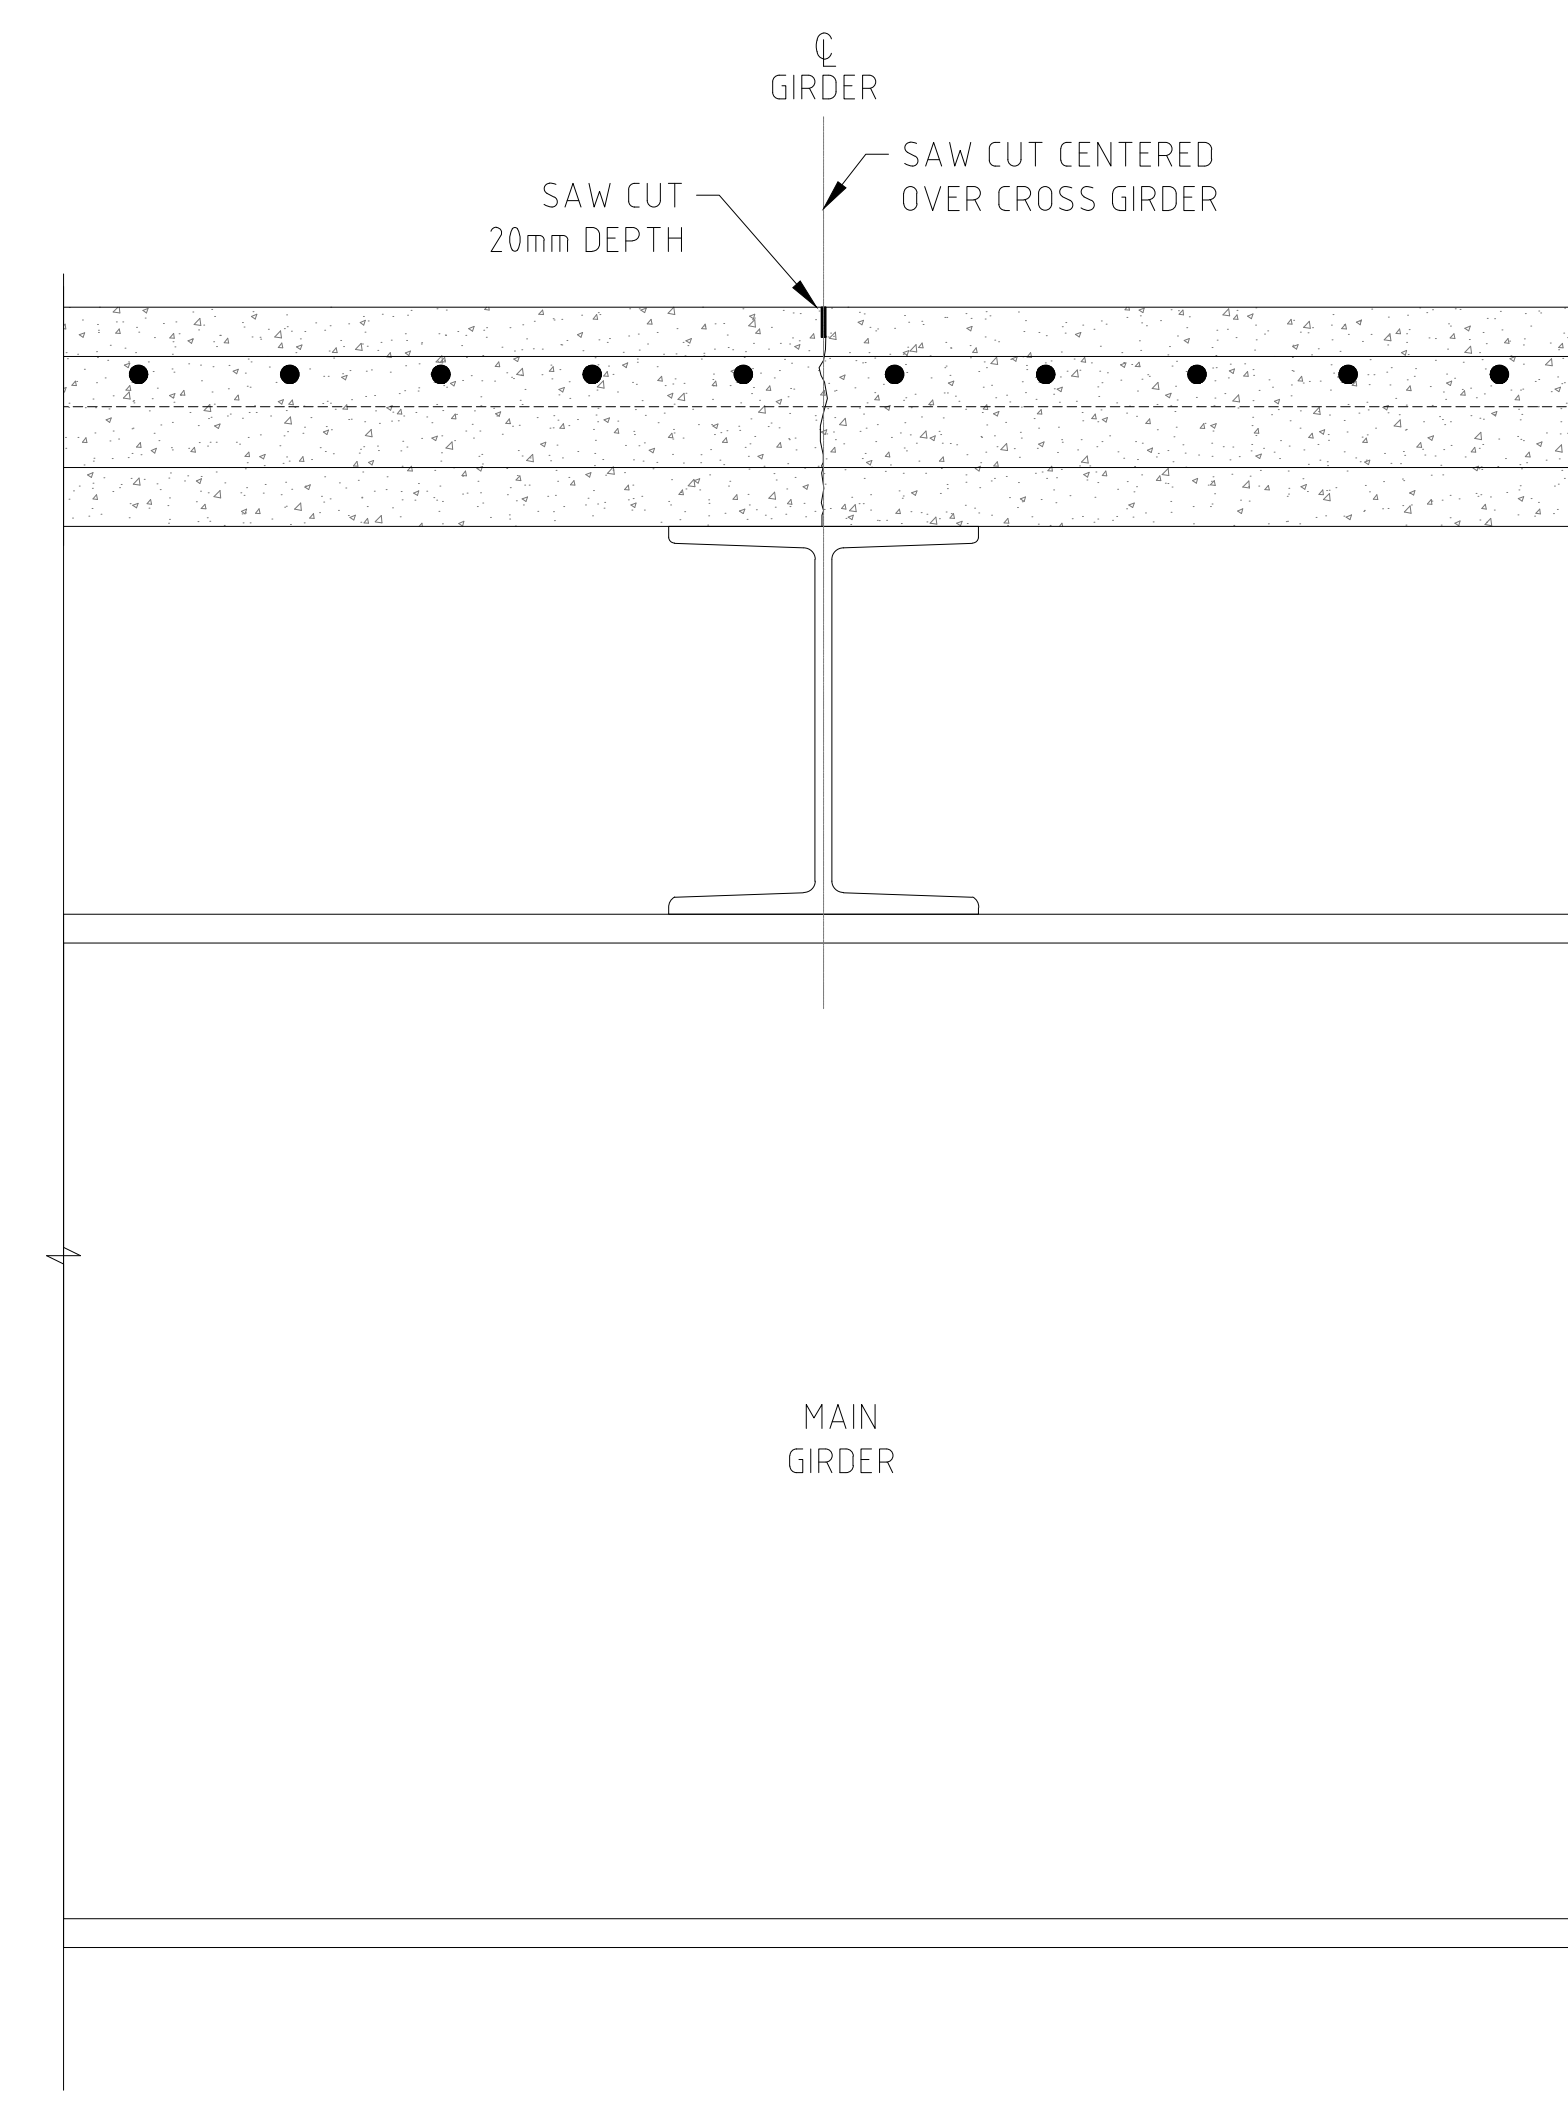 ℄
GIRDER
SAW CUT CENTERED
OVER CROSS GIRDER
SAW CUT
20mm DEPTH
MAIN
GIRDER